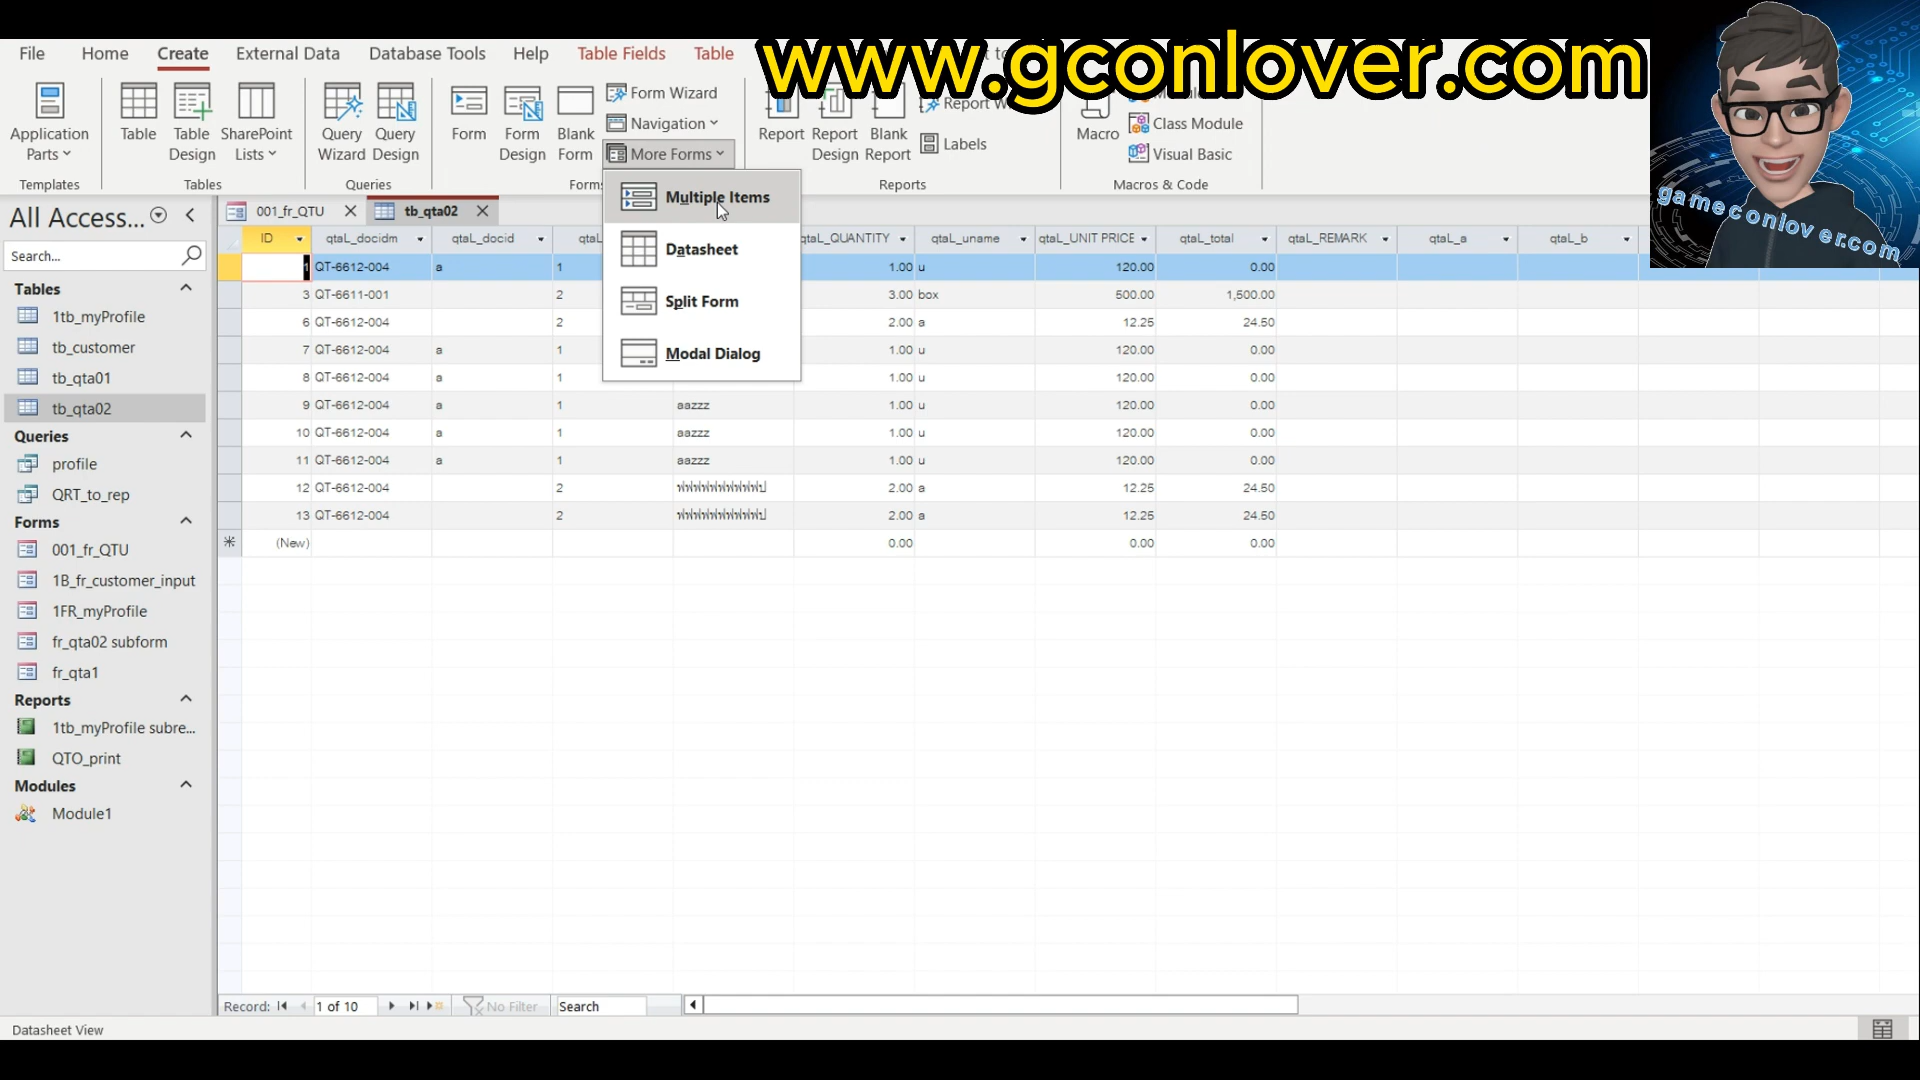 www.gconlover.com
gameconlover.com
File Home Create External Data Database Tools Help Table Fields Table
Application Parts
Table
Table Design
SharePoint Lists
Query Wizard
Query Design
Form
Form Design
Blank Form
Form Wizard
Navigation
More Forms
Report
Report Design
Blank Report
Report W
Labels
Macro
Class Module
Visual Basic
Templates Tables Queries Forms Reports Macros & Code
Multiple Items
Datasheet
Split Form
Modal Dialog
All Access...
Search...
Tables
1tb_myProfile
tb_customer
tb_qta01
tb_qta02
Queries
profile
QRT_to_rep
Forms
001_fr_QTU
1B_fr_customer_input
1FR_myProfile
fr_qta02 subform
fr_qta1
Reports
1tb_myProfile subre...
QTO_print
Modules
Module1
001_fr_QTU tb_qta02
ID qtaL_docidm qtaL_docid qtaL qtaL_QUANTITY qtaL_uname qtaL_UNIT PRICE qtaL_total qtaL_REMARK qtaL_a qtaL_b
1 QT-6612-004 a 1 1.00 u 120.00 0.00
3 QT-6611-001 2 3.00 box 500.00 1,500.00
6 QT-6612-004 2 2.00 a 12.25 24.50
7 QT-6612-004 a 1 1.00 u 120.00 0.00
8 QT-6612-004 a 1 1.00 u 120.00 0.00
9 QT-6612-004 a 1 aazzz 1.00 u 120.00 0.00
10 QT-6612-004 a 1 aazzz 1.00 u 120.00 0.00
11 QT-6612-004 a 1 aazzz 1.00 u 120.00 0.00
12 QT-6612-004 2 2.00 a 12.25 24.50
13 QT-6612-004 2 2.00 a 12.25 24.50
(New) 0.00 0.00 0.00
Record: 1 of 10 No Filter Search
Datasheet View